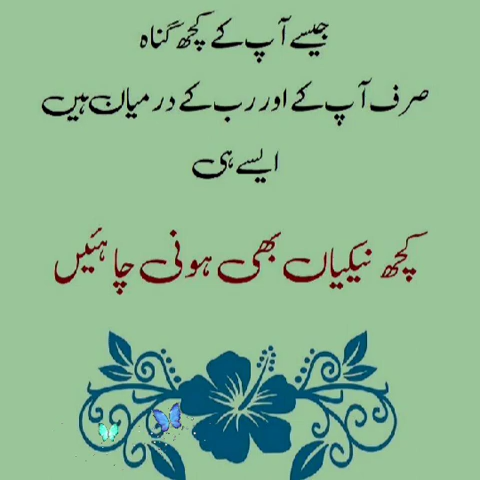 جیسے آپ کے کچھ گناہ
صرف آپ کے اور رب کے درمیان ہیں
ایسے ہی
کچھ نیکیاں بھی ہونی چاہئیں